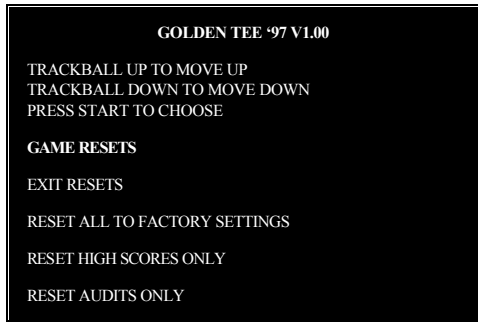 GOLDEN TEE ‘97 V1.00
TRACKBALL UP TO MOVE UP
TRACKBALL DOWN TO MOVE DOWN
PRESS START TO CHOOSE
GAME RESETS
EXIT RESETS
RESET ALL TO FACTORY SETTINGS
RESET HIGH SCORES ONLY
RESET AUDITS ONLY